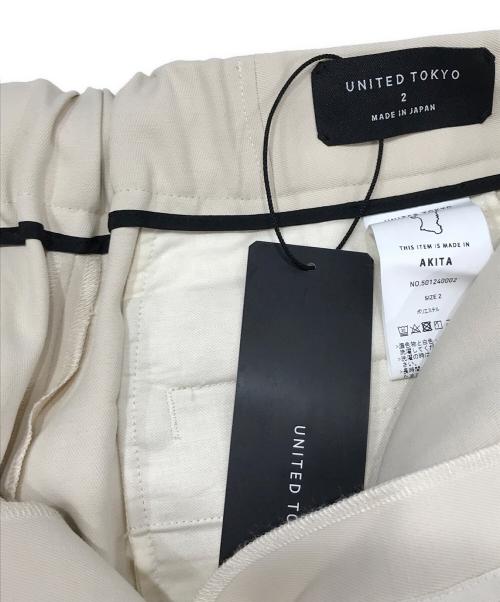 UNITED TOKYO
2
MADE IN JAPAN
THIS ITEM IS MADE IN
AKITA
NO.501240002
SIZE 2
ポリエステル
UNITED TO